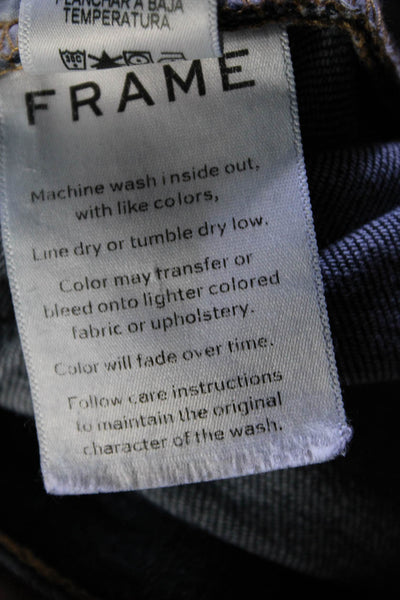 PLANCHAR A BAJA
TEMPERATURA
FRAME
Machine wash inside out,
with like colors,
Line dry or tumble dry low.
Color may transfer or
bleed onto lighter colored
fabric or upholstery.
Color will fade over time.
Follow care instructions
to maintain the original
character of the wash.